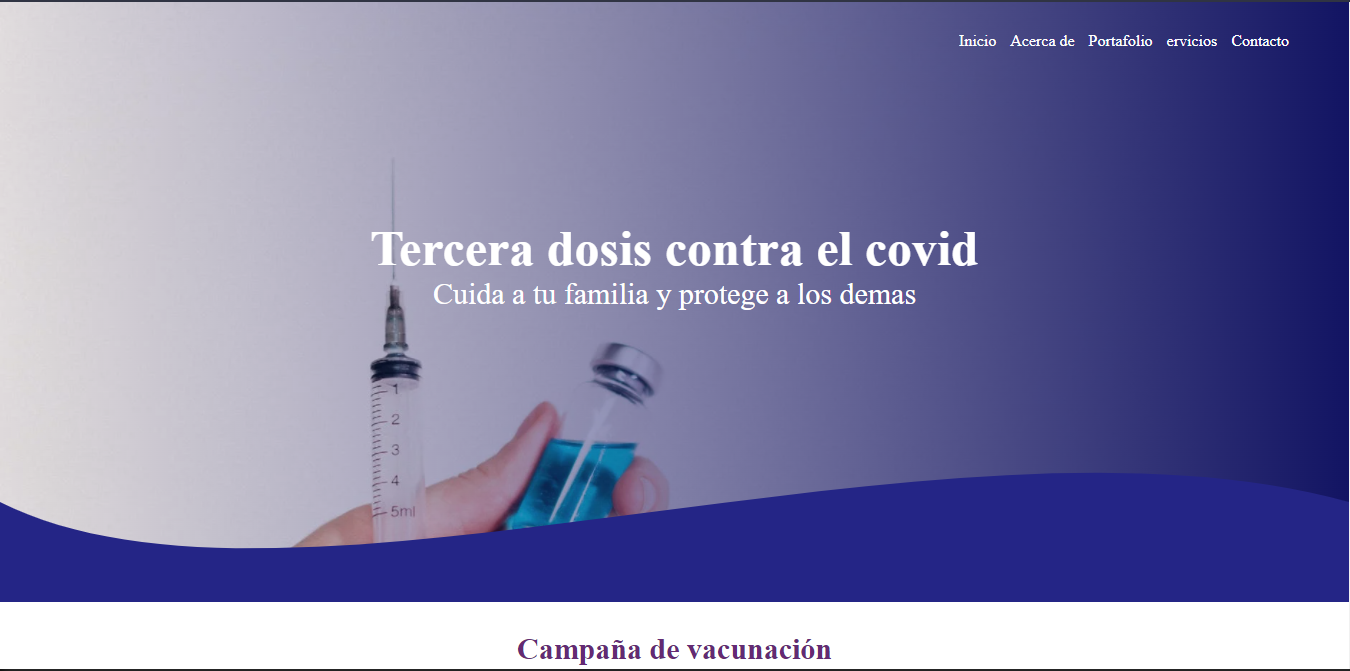 Inicio Acerca de Portafolio ervicios Contacto
Tercera dosis contra el covid
Cuida a tu familia y protege a los demas
1
2
3
4
5ml
Campaña de vacunación